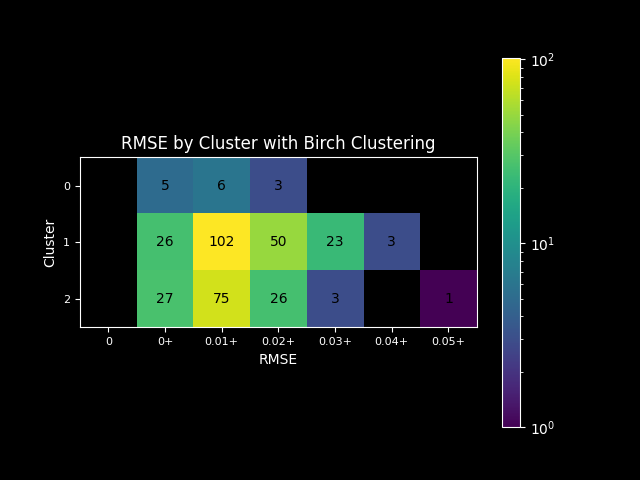 RMSE by Cluster with Birch Clustering
Cluster
0 5 6 3
1 26 102 50 23 3
2 27 75 26 3 1
0 0+ 0.01+ 0.02+ 0.03+ 0.04+ 0.05+
RMSE
10²
10¹
10⁰